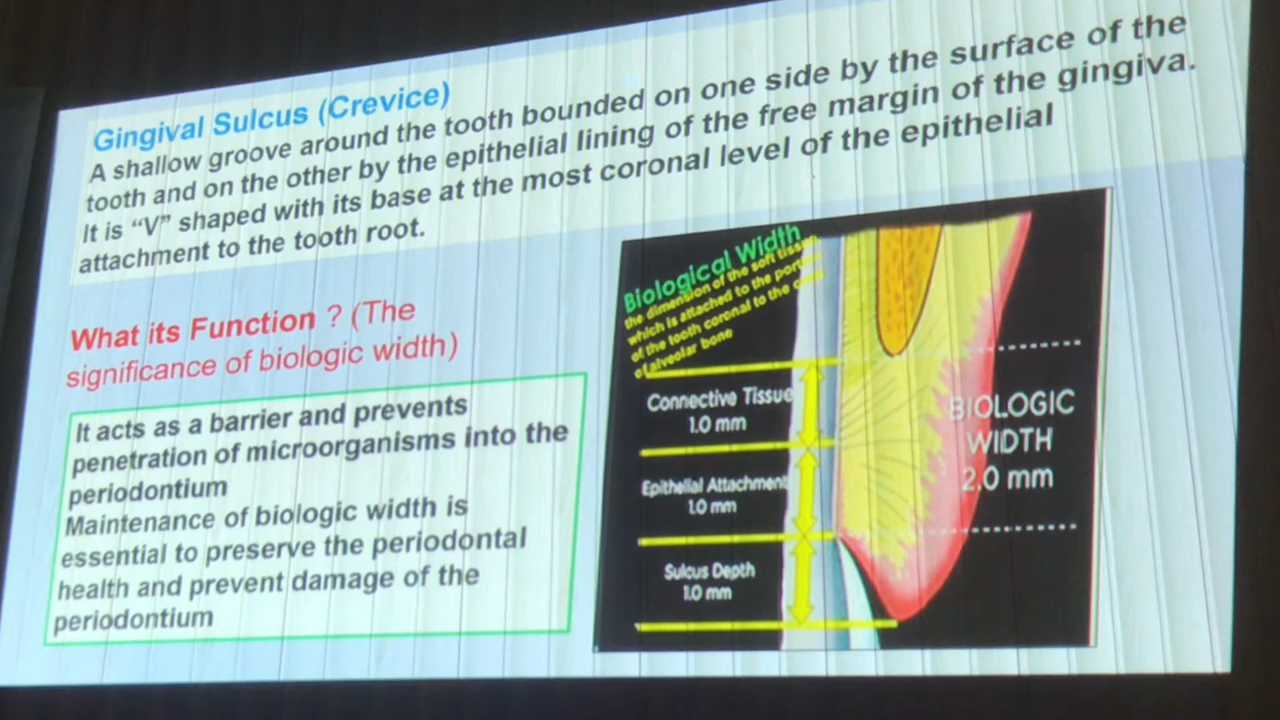 Gingival Sulcus (Crevice)
A shallow groove around the tooth bounded on one side by the surface of the
tooth and on the other by the epithelial lining of the free margin of the gingiva.
It is “V” shaped with its base at the most coronal level of the epithelial
attachment to the tooth root.
What its Function ? (The
significance of biologic width)
It acts as a barrier and prevents
penetration of microorganisms into the
periodontium
Maintenance of biologic width is
essential to preserve the periodontal
health and prevent damage of the
periodontium
Biological Width
the dimension of the soft tissue
which is attached to the
of the tooth coronal to the
of alveolar bone
Connective Tissue
1.0 mm
Epithelial Attachment
1.0 mm
Sulcus Depth
1.0 mm
BIOLOGIC
WIDTH
2.0 mm